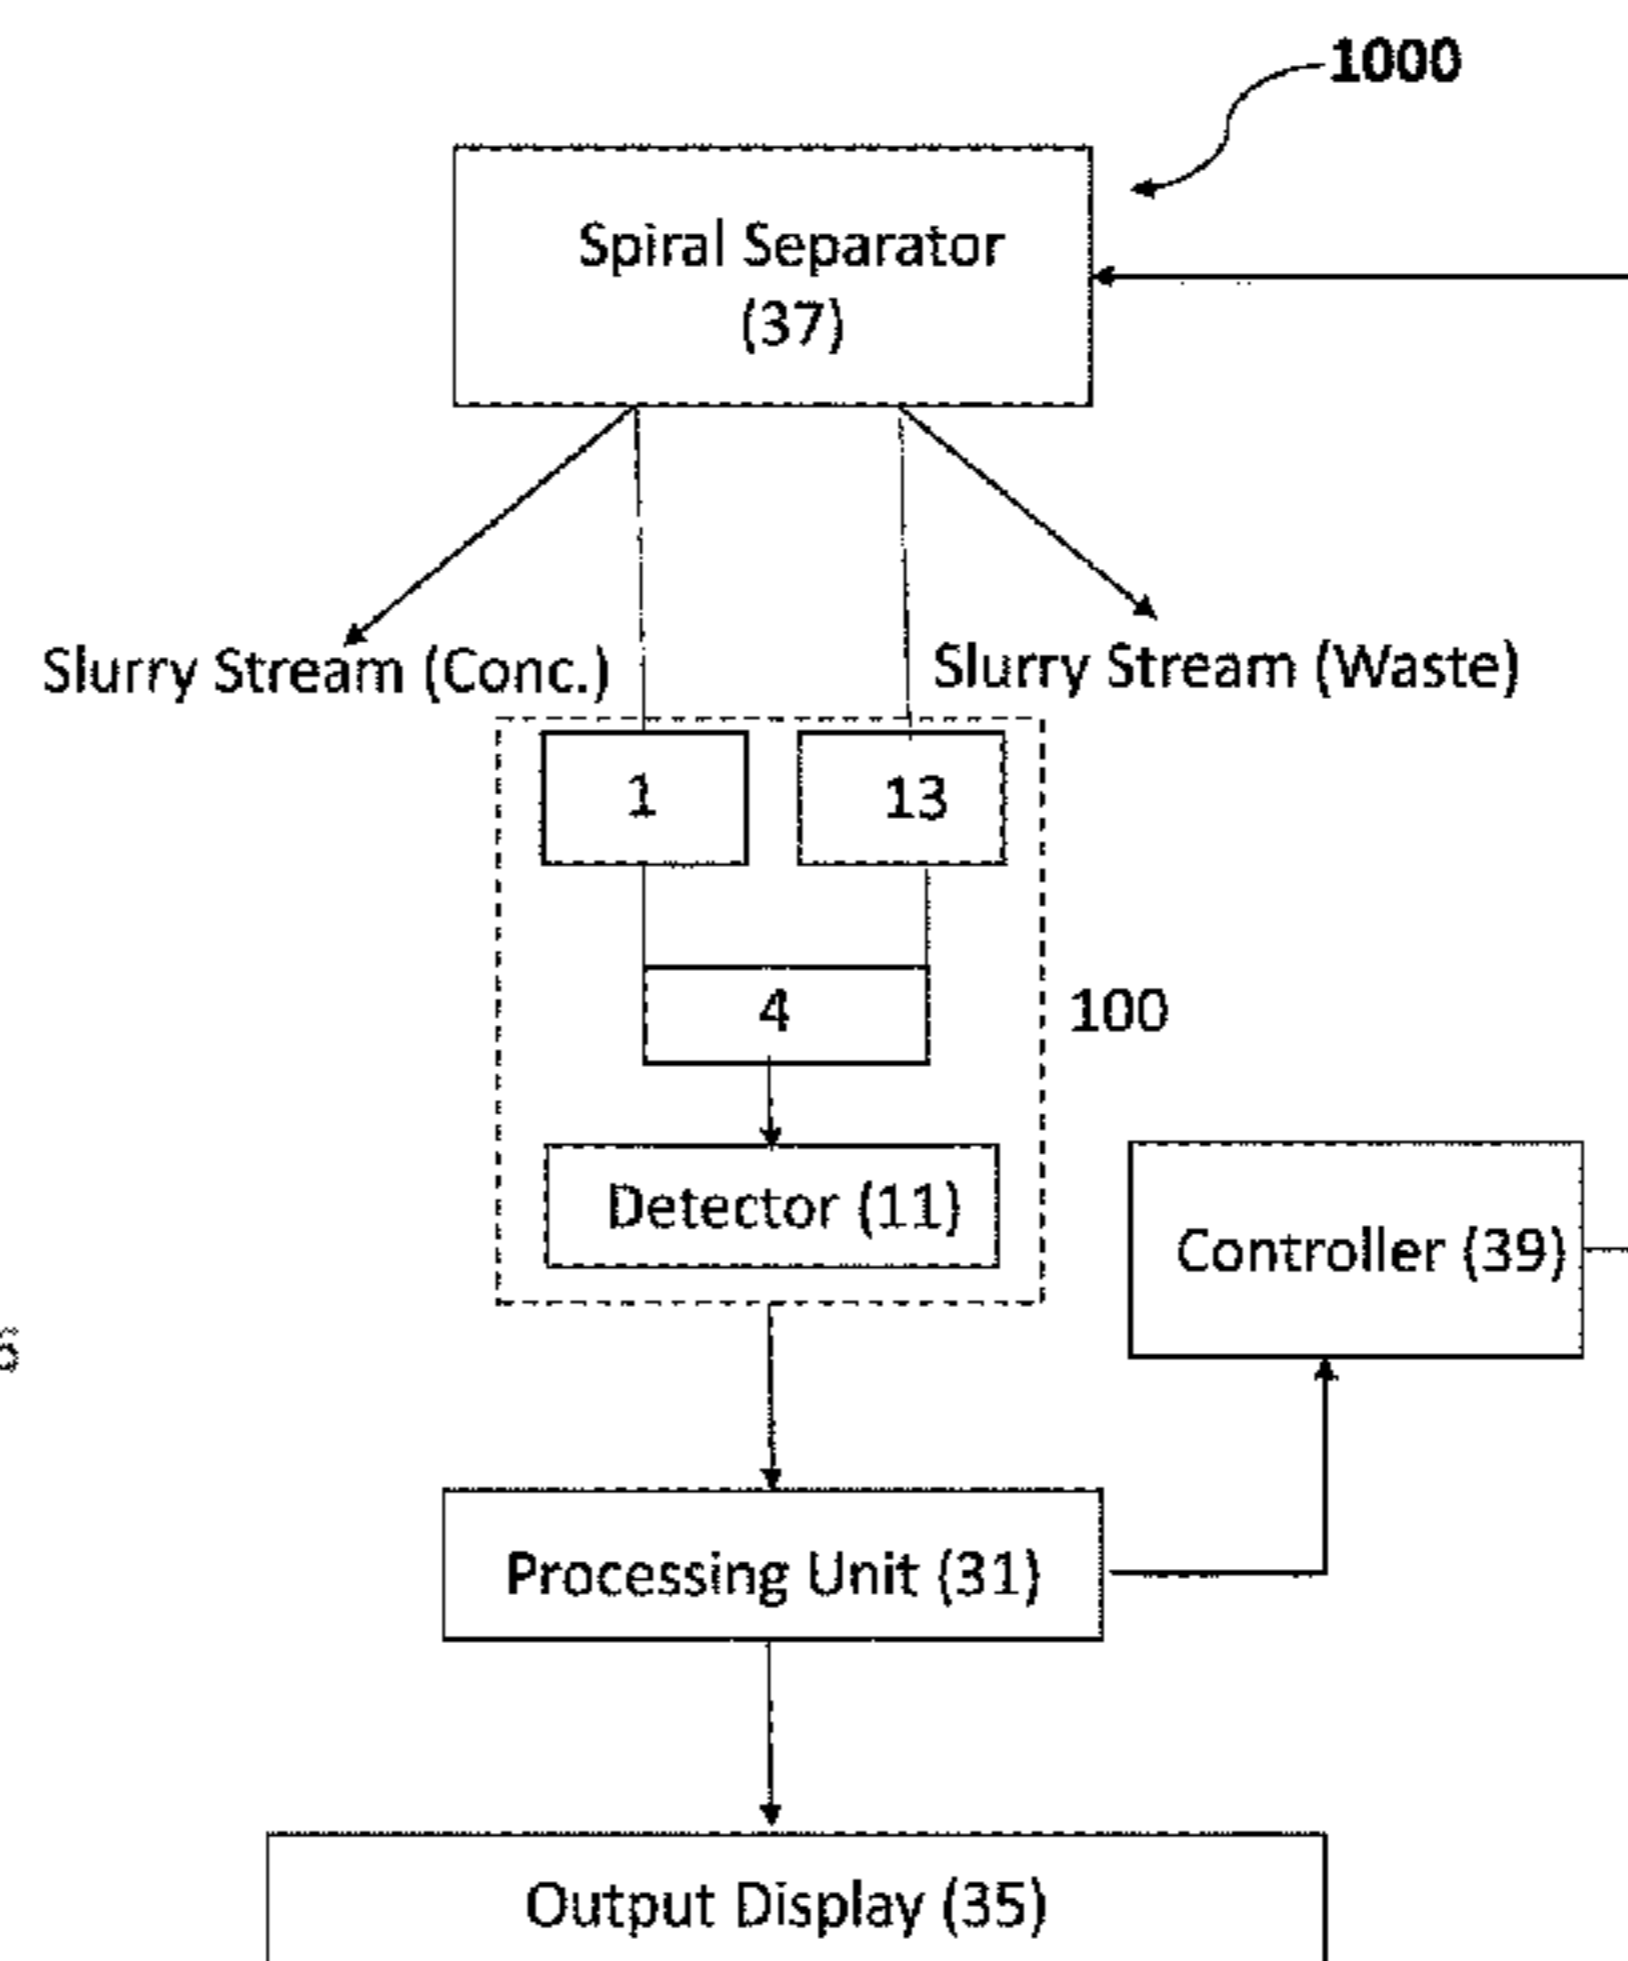 1000
Spiral Separator
(37)
Slurry Stream (Conc.)
Slurry Stream (Waste)
1
13
4
100
Detector (11)
Controller (39)
Processing Unit (31)
Output Display (35)